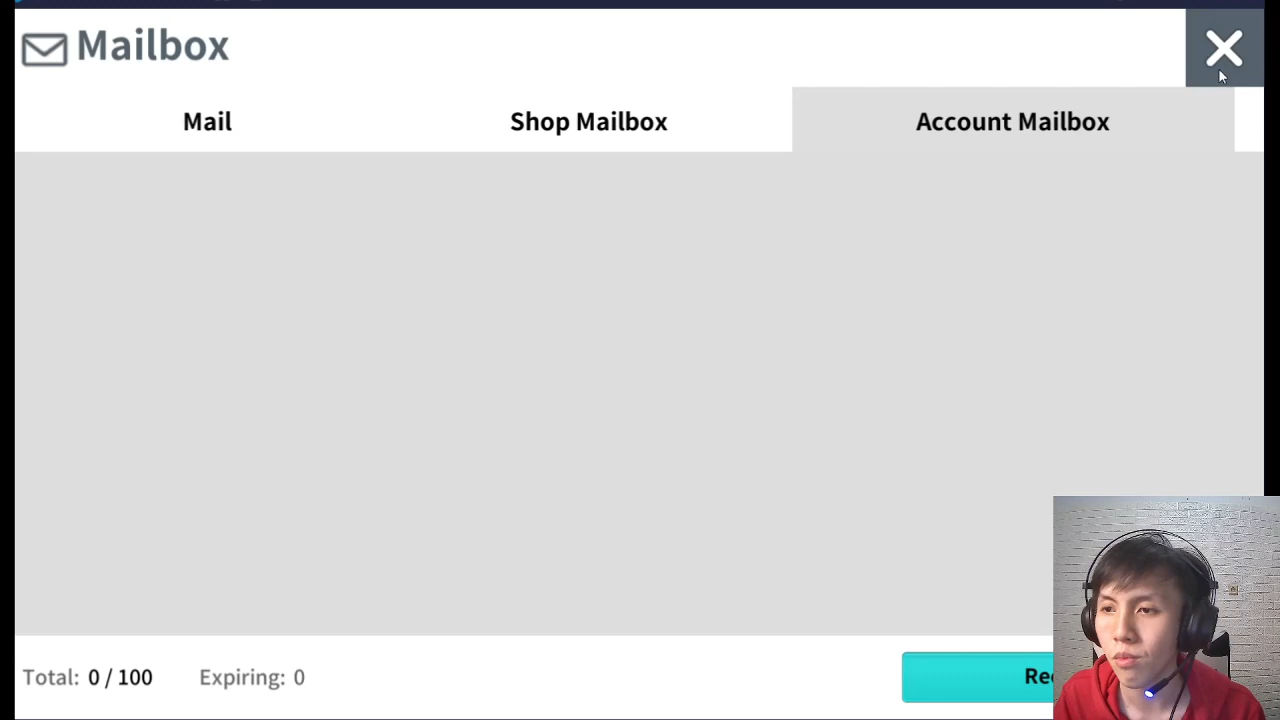 Mailbox
Mail
Shop Mailbox
Account Mailbox
Total: 0 / 100
Expiring: 0